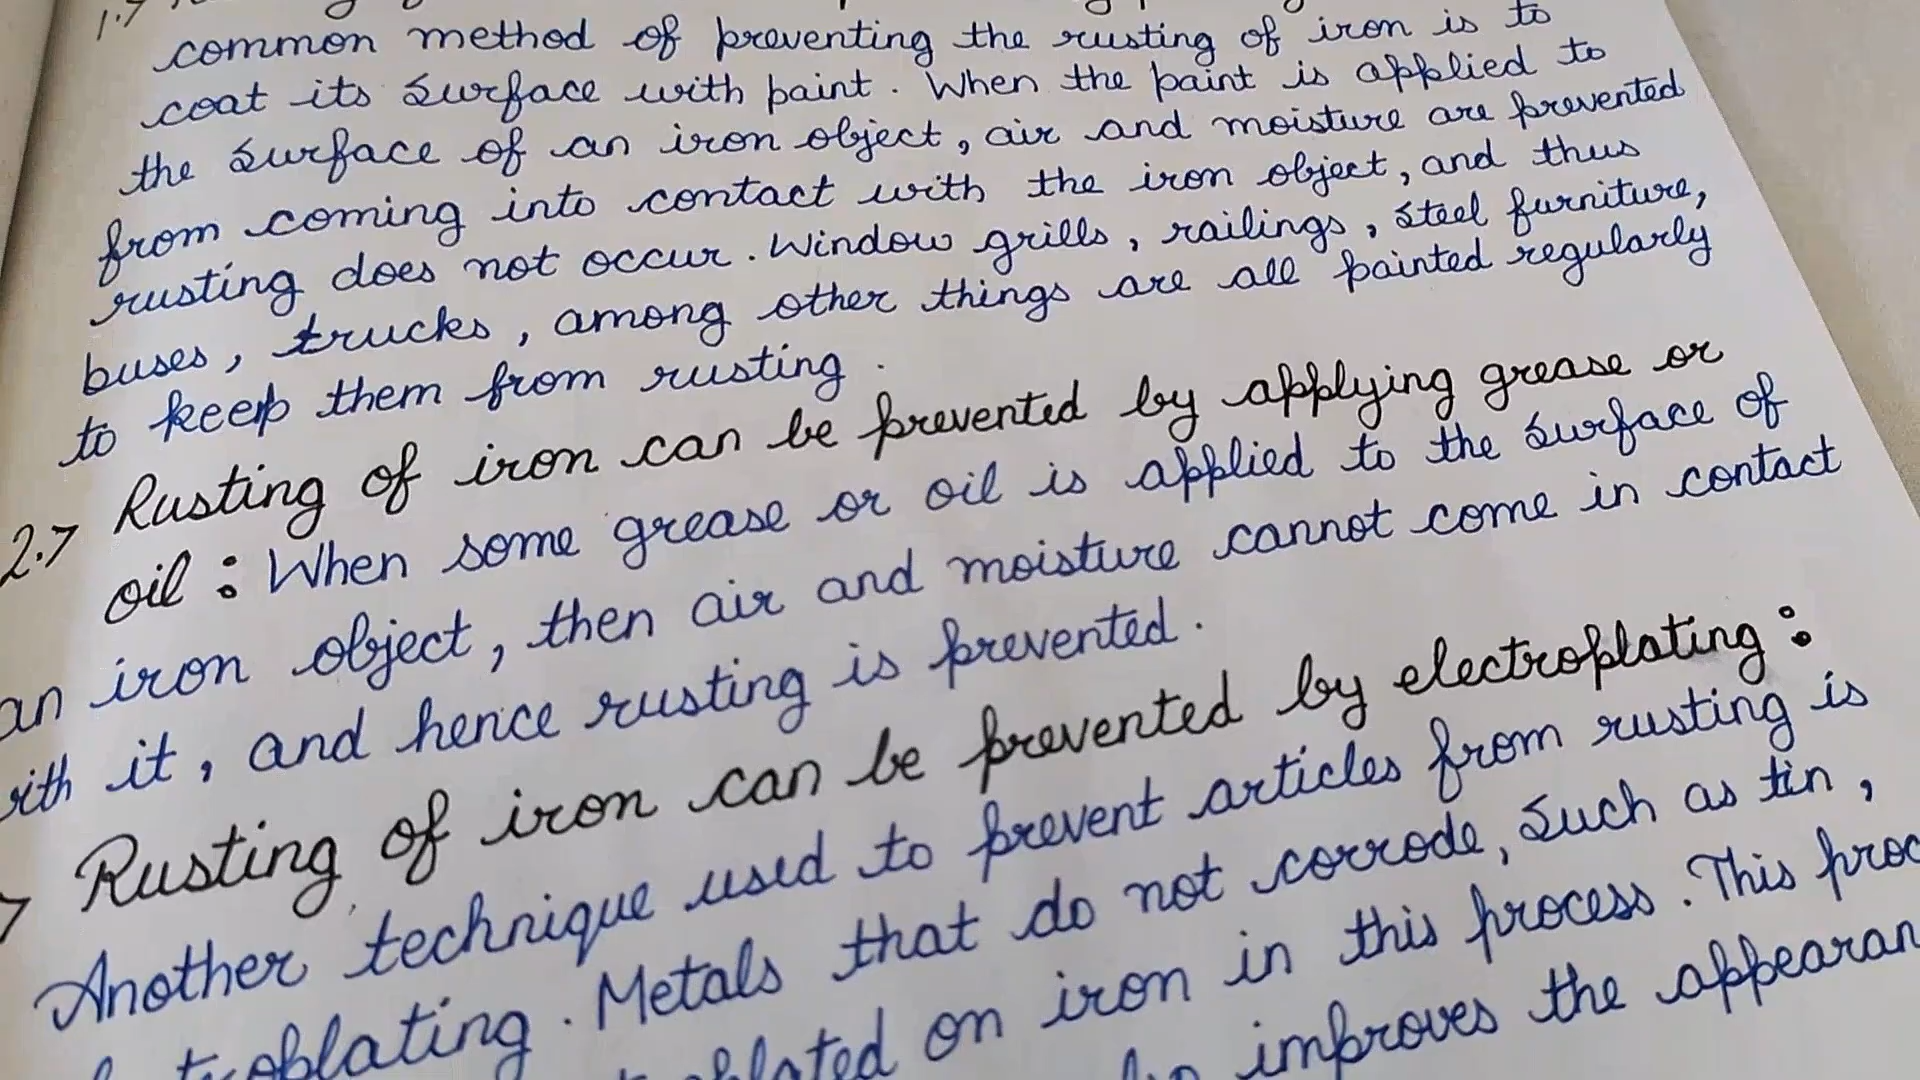 1.7
common method of preventing the rusting of iron is to
coat its surface with paint. When the paint is applied to
the surface of an iron object, air and moisture are prevented
from coming into contact with the iron object, and thus
rusting does not occur. Window grills, railings, steel furniture,
buses, trucks, among other things are all painted regularly
to keep them from rusting.
2.7 Rusting of iron can be prevented by applying grease or
oil : When some grease or oil is applied to the surface of
an iron object, then air and moisture cannot come in contact
with it, and hence rusting is prevented.
Rusting of iron can be prevented by electroplating :
Another technique used to prevent articles from rusting is
electroplating. Metals that do not corrode, such as tin,
on iron in this process. This
improves the